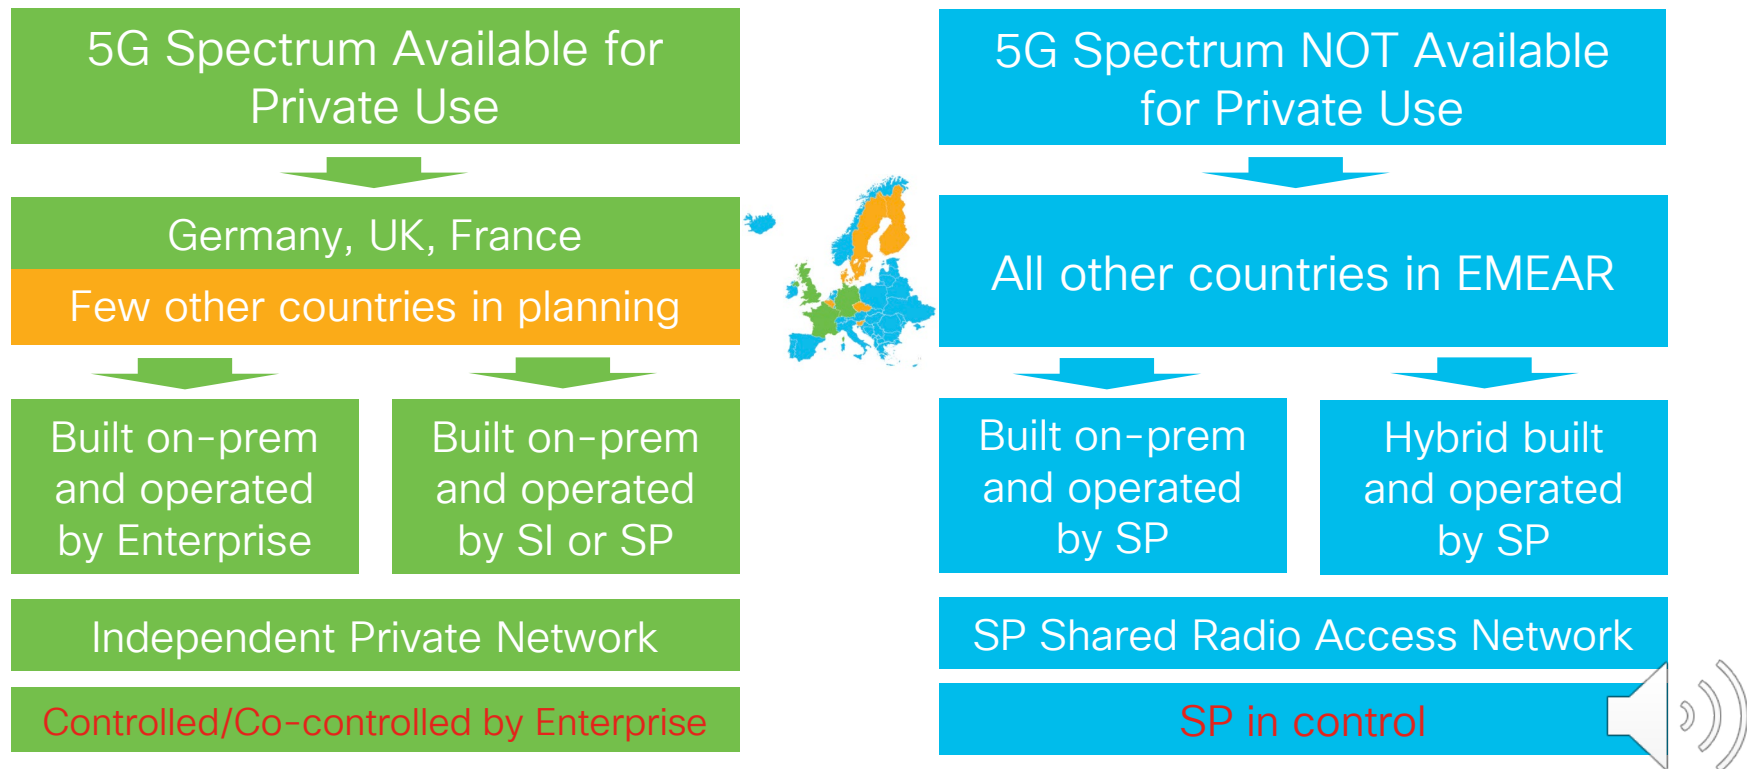 5G Spectrum Available for
Private Use
Germany, UK, France
Few other countries in planning
Built on-prem
and operated
by Enterprise
Built on-prem
and operated
by SI or SP
Independent Private Network
Controlled/Co-controlled by Enterprise
5G Spectrum NOT Available
for Private Use
All other countries in EMEAR
Built on-prem
and operated
by SP
Hybrid built
and operated
by SP
SP Shared Radio Access Network
SP in control